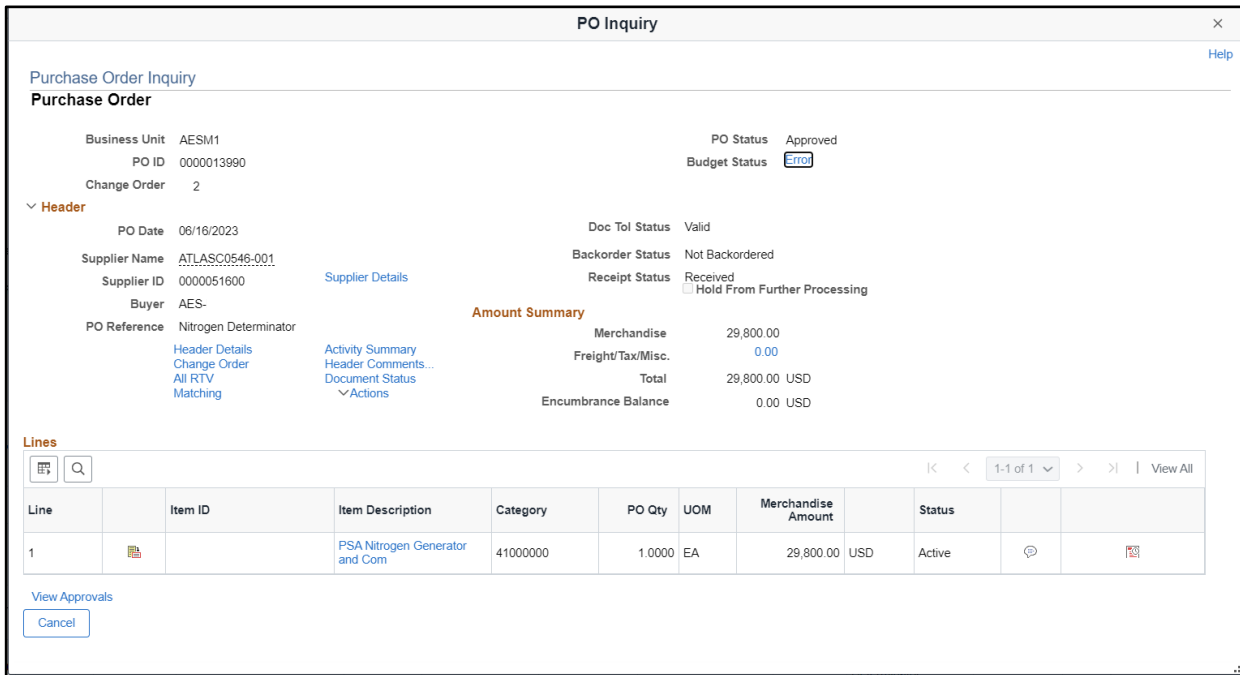 PO Inquiry
×
Help
Purchase Order Inquiry
Purchase Order
Business Unit AESM1 PO Status Approved
PO ID 0000013990 Budget Status Error
Change Order 2
Header
PO Date 06/16/2023 Doc Tol Status Valid
Supplier Name ATLASC0546-001 Backorder Status Not Backordered
Supplier ID 0000051600 Supplier Details Receipt Status Received
Hold From Further Processing
Buyer AES-
Amount Summary
PO Reference Nitrogen Determinator Merchandise 29,800.00
Header Details Activity Summary Freight/Tax/Misc. 0.00
Change Order Header Comments...
All RTV Document Status Total 29,800.00 USD
Matching Actions
Encumbrance Balance 0.00 USD
Lines
1-1 of 1 | View All
Line Item ID Item Description Category PO Qty UOM Merchandise Amount Status
1 PSA Nitrogen Generator and Com 41000000 1.0000 EA 29,800.00 USD Active
View Approvals
Cancel